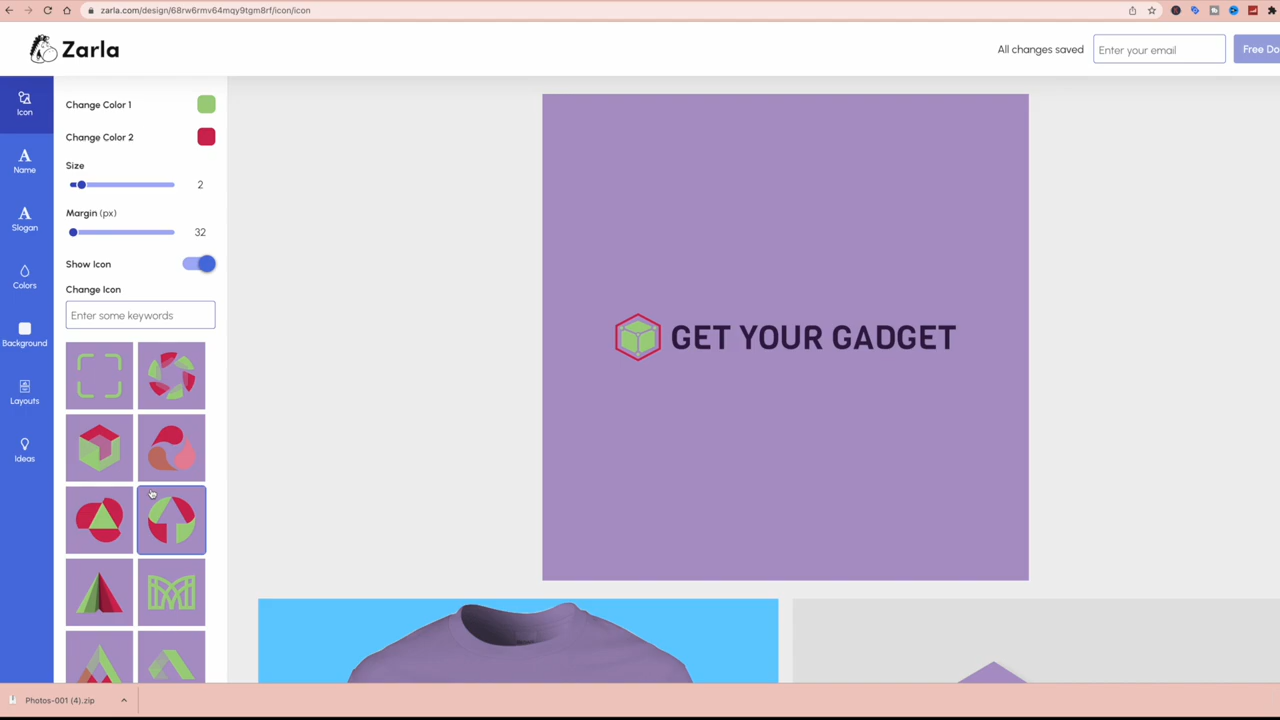 zarla.com/design/68rw6rmv64mqy9tgm8rf/icon/icon
Zarla
All changes saved
Enter your email
Free Do
Icon
Name
Slogan
Colors
Background
Layouts
Ideas
Change Color 1
Change Color 2
Size
2
Margin (px)
32
Show Icon
Change Icon
Enter some keywords
GET YOUR GADGET
Photos-001 (4).zip